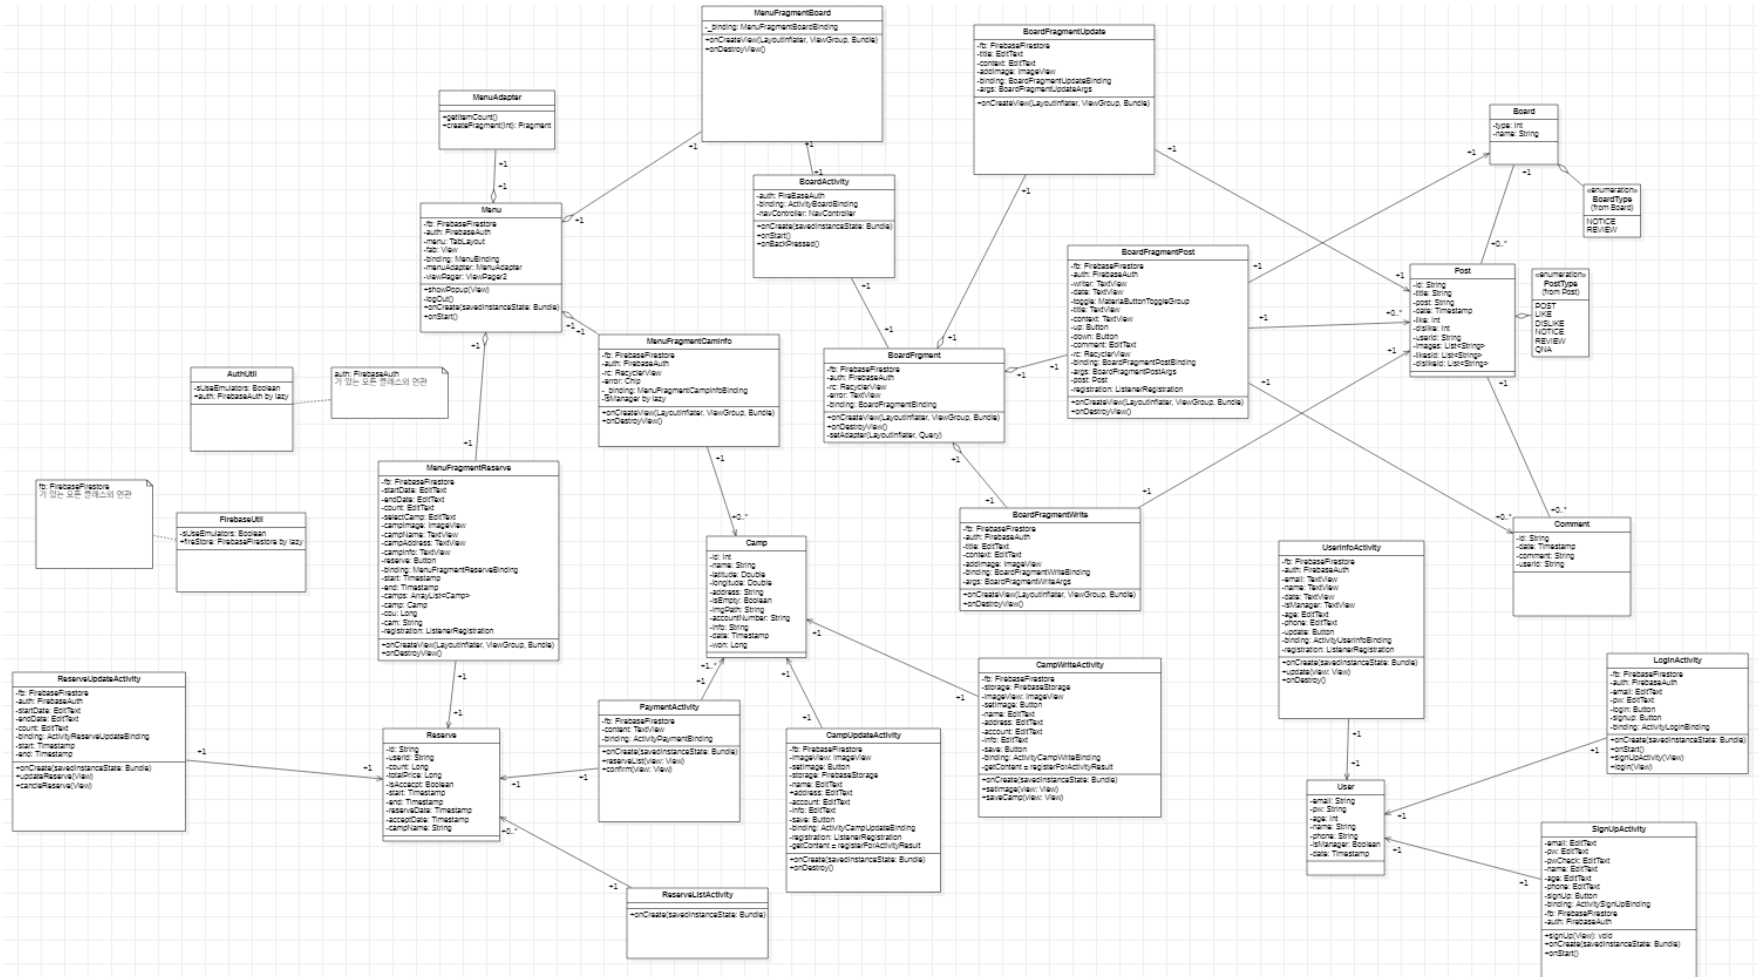 MenuFragmentBoard
-_binding: MenuFragmentBoardBinding
+onCreateView(LayoutInflater, ViewGroup, Bundle)
+onDestroyView()
BoardFragmentUpdate
-fb: FirebaseFirestore
-title: EditText
-context: EditText
-addImage: ImageView
-binding: BoardFragmentUpdateBinding
-args: BoardFragmentUpdateArgs
+onCreateView(LayoutInflater, ViewGroup, Bundle)
MenuAdapter
+getItemCount()
+createFragment(Int): Fragment
Board
-type: Int
-name: String
«enumeration»
BoardType
(from Board)
NOTICE
REVIEW
BoardActivity
-auth: FireBaseAuth
-binding: ActivityBoardBinding
-navController: NavController
+onCreate(savedInstanceState: Bundle)
+onStart()
+onBackPressed()
Menu
-fb: FirebaseFirestore
-auth: FirebaseAuth
-menu: TabLayout
-fab: View
-binding: MenuBinding
-menuAdapter: MenuAdapter
-viewPager: ViewPager2
+showPopup(View)
-logOut()
+onCreate(savedInstanceState: Bundle)
+onStart()
BoardFragmentPost
-fb: FirebaseFirestore
-auth: FirebaseAuth
-writer: TextView
-date: TextView
-toggle: MaterialButtonToggleGroup
-title: TextView
-context: TextView
-up: Button
-down: Button
-comment: EditText
-rc: RecyclerView
-binding: BoardFragmentPostBinding
-args: BoardFragmentPostArgs
-post: Post
-registration: ListenerRegistration
+onCreateView(LayoutInflater, ViewGroup, Bundle)
+onDestroyView()
Post
-id: String
-title: String
-post: String
-date: Timestamp
-like: Int
-dislike: Int
-userid: String
-images: List<String>
-likesid: List<String>
-dislikeid: List<String>
«enumeration»
PostType
(from Post)
POST
LIKE
DISLIKE
NOTICE
REVIEW
QNA
MenuFragmentCamInfo
-fb: FirebaseFirestore
-auth: FirebaseAuth
-rc: RecyclerView
-error: Chip
-_binding: MenuFragmentCampInfoBinding
-isManager by lazy
+onCreateView(LayoutInflater, ViewGroup, Bundle)
+onDestroyView()
BoardFrgment
-fb: FirebaseFirestore
-auth: FirebaseAuth
-rc: RecyclerView
-error: TextView
-binding: BoardFragmentBinding
+onCreateView(LayoutInflater, ViewGroup, Bundle)
+onDestroyView()
-setAdapter(LayoutInflater, Query)
AuthUtil
-sUseEmulators: Boolean
+auth: FirebaseAuth by lazy
auth: FirebaseAuth
가 있는 모든 클래스와 연관
fb: FirebaseFirestore
가 있는 모든 클래스와 연관
FirebaseUtil
-sUseEmulators: Boolean
+fireStore: FirebaseFirestore by lazy
MenuFragmentReserve
-fb: FirebaseFirestore
-startDate: EditText
-endDate: EditText
-count: EditText
-selectCamp: EditText
-campImage: ImageView
-campName: TextView
-campAddress: TextView
-campInfo: TextView
-reserve: Button
-binding: MenuFragmentReserveBinding
-start: Timestamp
-end: Timestamp
-camps: ArrayList<Camp>
-camp: Camp
-cou: Long
-cam: String
-registration: ListenerRegistration
+onCreateView(LayoutInflater, ViewGroup, Bundle)
+onDestroyView()
Camp
-id: Int
-name: String
-latitude: Double
-longitude: Double
-address: String
-isEmpty: Boolean
-imgPath: String
-accountNumber: String
-info: String
-date: Timestamp
-won: Long
BoardFragmentWrite
-fb: FirebaseFirestore
-auth: FirebaseAuth
-title: EditText
-context: EditText
-addImage: ImageView
-binding: BoardFragmentWriteBinding
-args: BoardFragmentWriteArgs
+onCreateView(LayoutInflater, ViewGroup, Bundle)
+onDestroyView()
Comment
-id: String
-date: Timestamp
-comment: String
-userid: String
UserInfoActivity
-fb: FirebaseFirestore
-auth: FirebaseAuth
-email: TextView
-name: TextView
-date: TextView
-isManager: TextView
-age: EditText
-phone: EditText
-update: Button
-binding: ActivityUserInfoBinding
-registration: ListenerRegistration
+onCreate(savedInstanceState: Bundle)
+update(view: View)
+onDestroy()
ReserveUpdateActivity
-fb: FirebaseFirestore
-auth: FirebaseAuth
-startDate: EditText
-endDate: EditText
-count: EditText
-binding: ActivityReserveUpdateBinding
-start: Timestamp
-end: Timestamp
+onCreate(savedInstanceState: Bundle)
+updateReserve(View)
+cancleReserve(View)
Reserve
-id: String
-userid: String
-count: Long
-totalPrice: Long
-isAccecpt: Boolean
-start: Timestamp
-end: Timestamp
-reserveDate: Timestamp
-acceptDate: Timestamp
-campName: String
PaymentActivity
-fb: FirebaseFirestore
-content: TextView
-binding: ActivityPaymentBinding
+onCreate(savedInstanceState: Bundle)
+reserveList(view: View)
+confirm(view: View)
CampUpdateActivity
-fb: FirebaseFirestore
-imageView: ImageView
-setImage: Button
-storage: FirebaseStorage
-name: EditText
+address: EditText
-account: EditText
-info: EditText
-save: Button
-binding: ActivityCampUpdateBinding
-registration: ListenerRegistration
-getContent = registerForActivityResult
+onCreate(savedInstanceState: Bundle)
+onDestroy()
CampWriteActivity
-fb: FirebaseFirestore
-storage: FirebaseStorage
-imageView: ImageView
-setImage: Button
-name: EditText
-address: EditText
-account: EditText
-info: EditText
-save: Button
-binding: ActivityCampWriteBinding
-getContent = registerForActivityResult
+onCreate(savedInstanceState: Bundle)
+setImage(view: View)
+saveCamp(view: View)
LoginActivity
-fb: FirebaseFirestore
-auth: FirebaseAuth
-email: EditText
-pw: EditText
-login: Button
-signup: Button
-binding: ActivityLoginBinding
+onCreate(savedInstanceState: Bundle)
+onStart()
+signUpActivity(View)
+login(View)
User
-email: String
-pw: String
-age: Int
-name: String
-phone: String
-isManager: Boolean
-date: Timestamp
SignUpActivity
-email: EditText
-pw: EditText
-pwCheck: EditText
-name: EditText
-age: EditText
-phone: EditText
-signUp: Button
-binding: ActivitySignUpBinding
-fb: FirebaseFirestore
-auth: FirebaseAuth
+signUp(View): void
+onCreate(savedInstanceState: Bundle)
+onStart()
ReserveListActivity
+onCreate(savedInstanceState: Bundle)